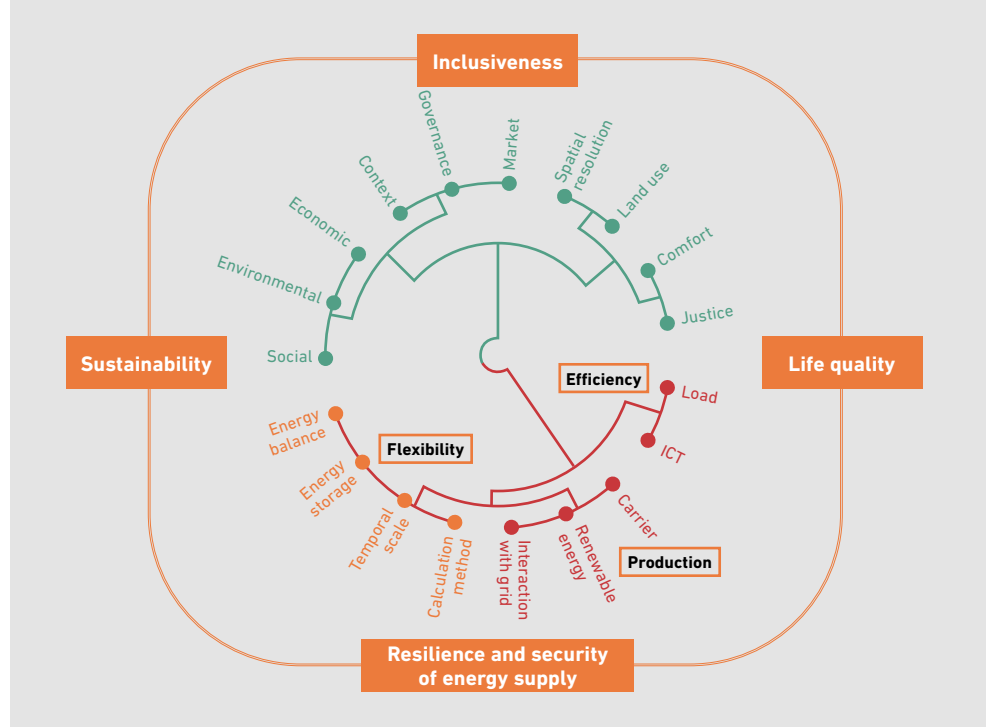 Inclusiveness
Governance
Market
Spatial
resolution
Context
Land use
Economic
Comfort
Environmental
Justice
Social
Sustainability
Life quality
Efficiency
Load
Energy
balance
Flexibility
ICT
Energy
storage
Temporal
scale
Calculation
method
Interaction
with grid
Renewable
energy
Carrier
Production
Resilience and security
of energy supply